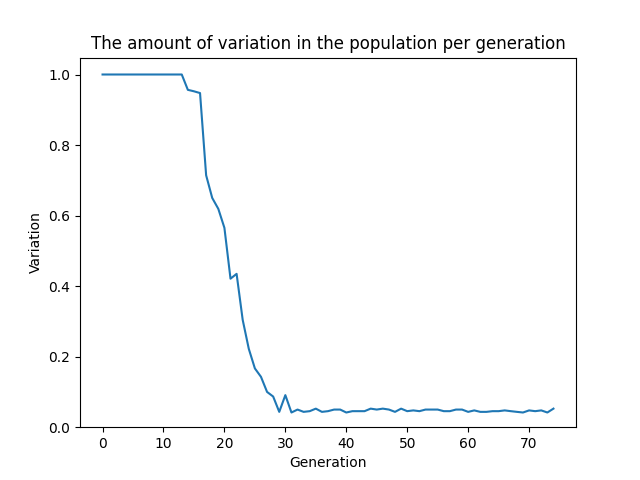 The amount of variation in the population per generation
1.0
0.8
0.6
0.4
0.2
0.0
Variation
0 10 20 30 40 50 60 70
Generation